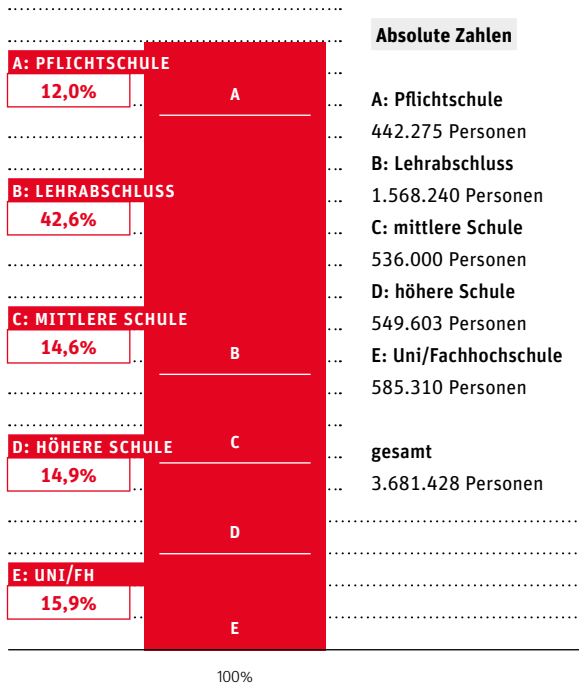 A: PFLICHTSCHULE
12,0%
B: LEHRABSCHLUSS
42,6%
C: MITTLERE SCHULE
14,6%
D: HÖHERE SCHULE
14,9%
E: UNI/FH
15,9%
A
B
C
D
E
100%
Absolute Zahlen
A: Pflichtschule
442.275 Personen
B: Lehrabschluss
1.568.240 Personen
C: mittlere Schule
536.000 Personen
D: höhere Schule
549.603 Personen
E: Uni/Fachhochschule
585.310 Personen
gesamt
3.681.428 Personen